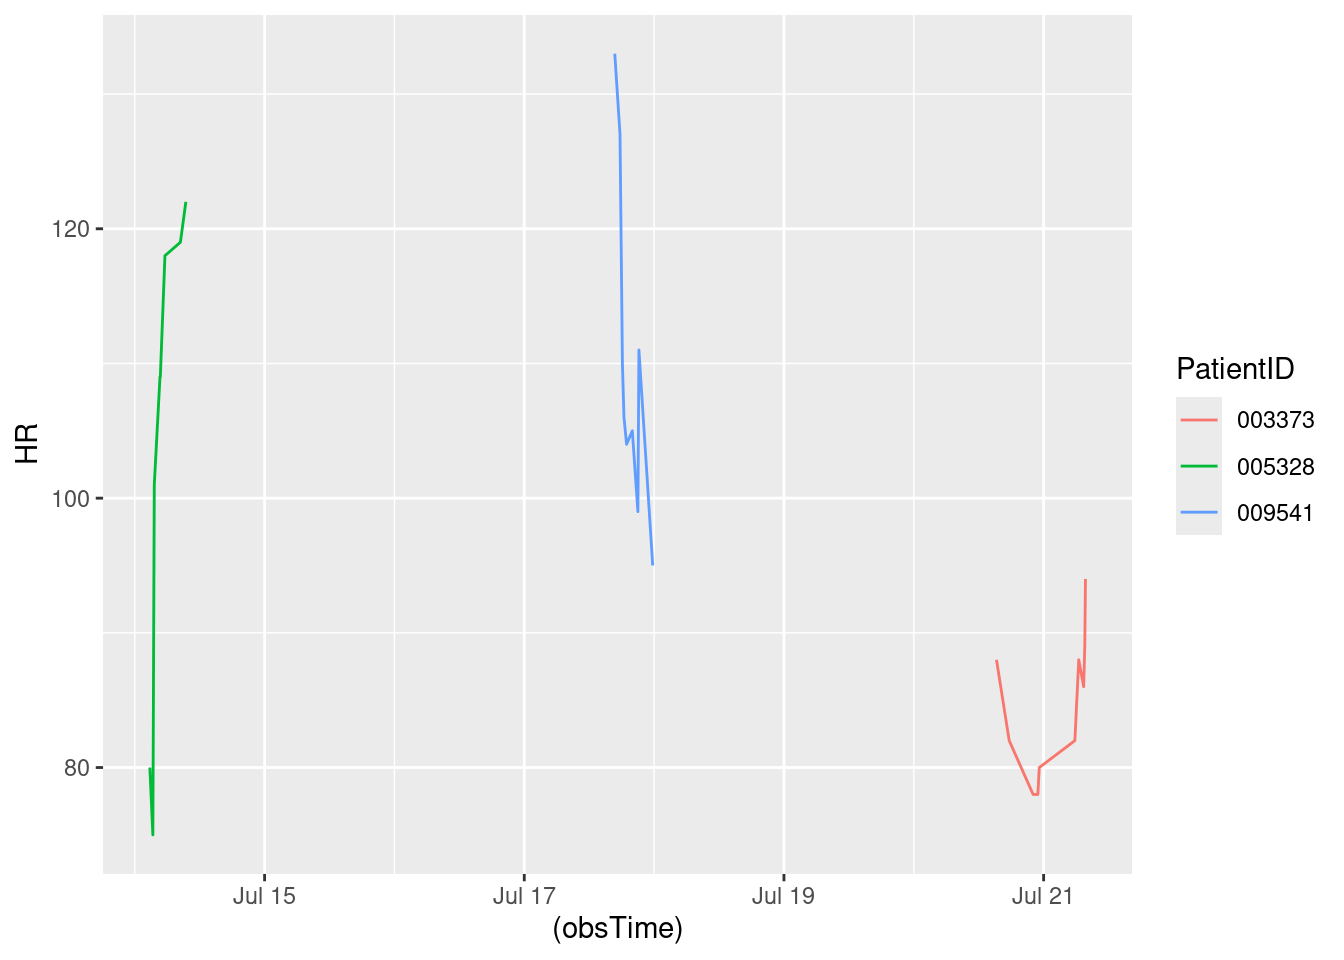 120
100
80
HR
Jul 15
Jul 17
Jul 19
Jul 21
(obsTime)
PatientID
003373
005328
009541